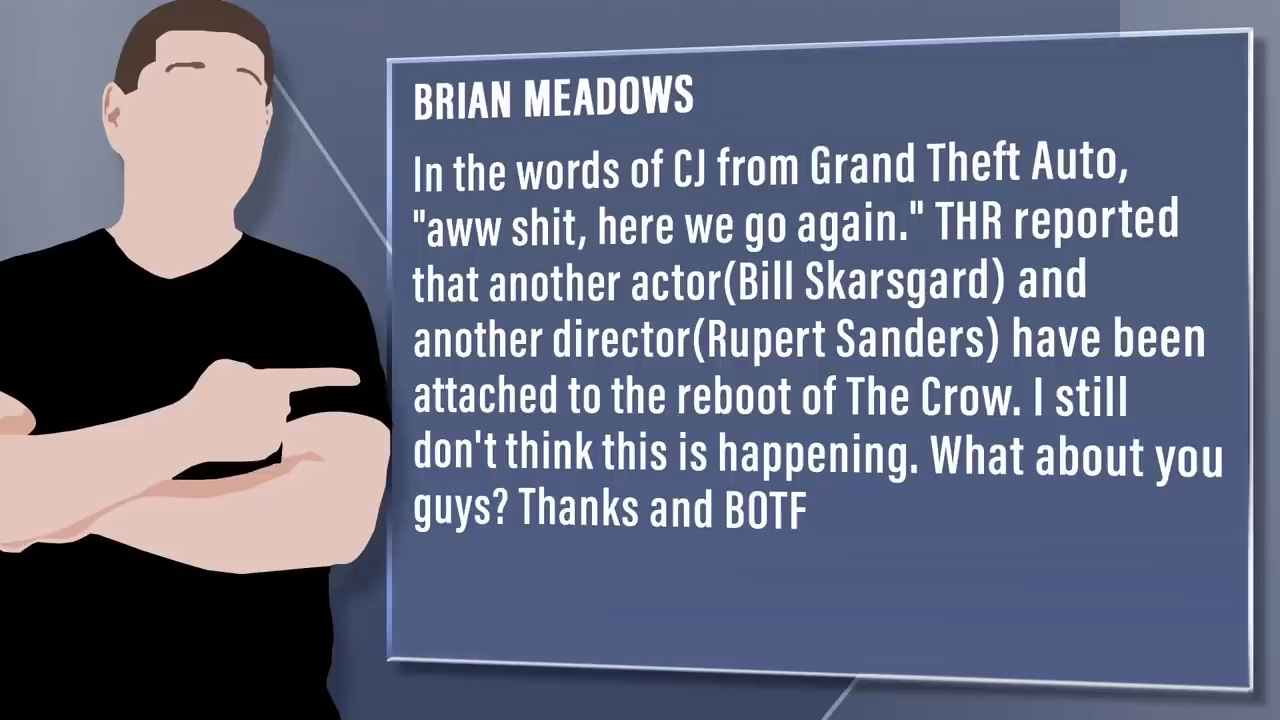 BRIAN MEADOWS
In the words of CJ from Grand Theft Auto,
"aww shit, here we go again." THR reported
that another actor(Bill Skarsgard) and
another director(Rupert Sanders) have been
attached to the reboot of The Crow. I still
don't think this is happening. What about you
guys? Thanks and BOTF